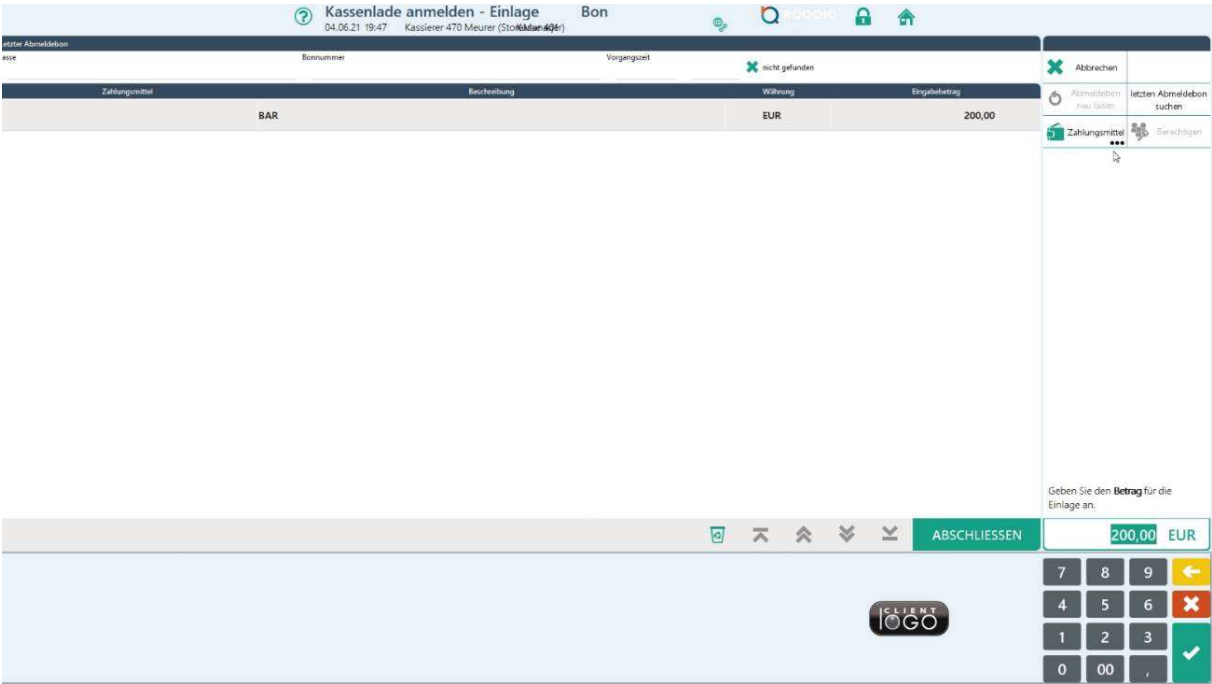 Kassenlade anmelden - Einlage Bon
04.06.21 19:47 Kassierer 470 Meurer
Letzter Abmeldebon
Kasse Bonnummer Vorgangszeit nicht gefunden
Zahlungsmittel Beschreibung Währung Eingabebetrag
BAR EUR 200,00
Abbrechen
Abmeldebon neu laden
letzten Abmeldebon
suchen
Zahlungsmittel
Berechtigen
Geben Sie den Betrag für die
Einlage an.
ABSCHLIESSEN
200,00 EUR
7 8 9
4 5 6
1 2 3
0 00 ,
CLIENT
LOGO